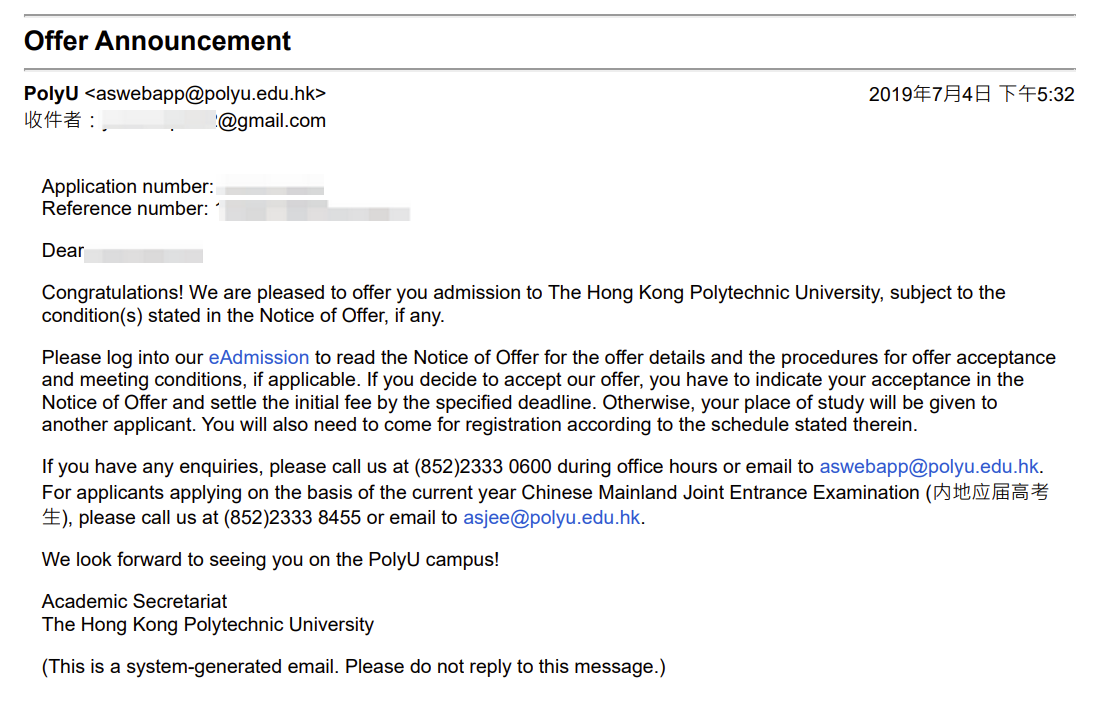 Offer Announcement
PolyU <aswebapp@polyu.edu.hk>
2019年7月4日 下午5:32
收件者：@gmail.com
Application number:
Reference number:
Dear
Congratulations! We are pleased to offer you admission to The Hong Kong Polytechnic University, subject to the
condition(s) stated in the Notice of Offer, if any.
Please log into our eAdmission to read the Notice of Offer for the offer details and the procedures for offer acceptance
and meeting conditions, if applicable. If you decide to accept our offer, you have to indicate your acceptance in the
Notice of Offer and settle the initial fee by the specified deadline. Otherwise, your place of study will be given to
another applicant. You will also need to come for registration according to the schedule stated therein.
If you have any enquiries, please call us at (852)2333 0600 during office hours or email to aswebapp@polyu.edu.hk.
For applicants applying on the basis of the current year Chinese Mainland Joint Entrance Examination (内地应届高考
生), please call us at (852)2333 8455 or email to asjee@polyu.edu.hk.
We look forward to seeing you on the PolyU campus!
Academic Secretariat
The Hong Kong Polytechnic University
(This is a system-generated email. Please do not reply to this message.)